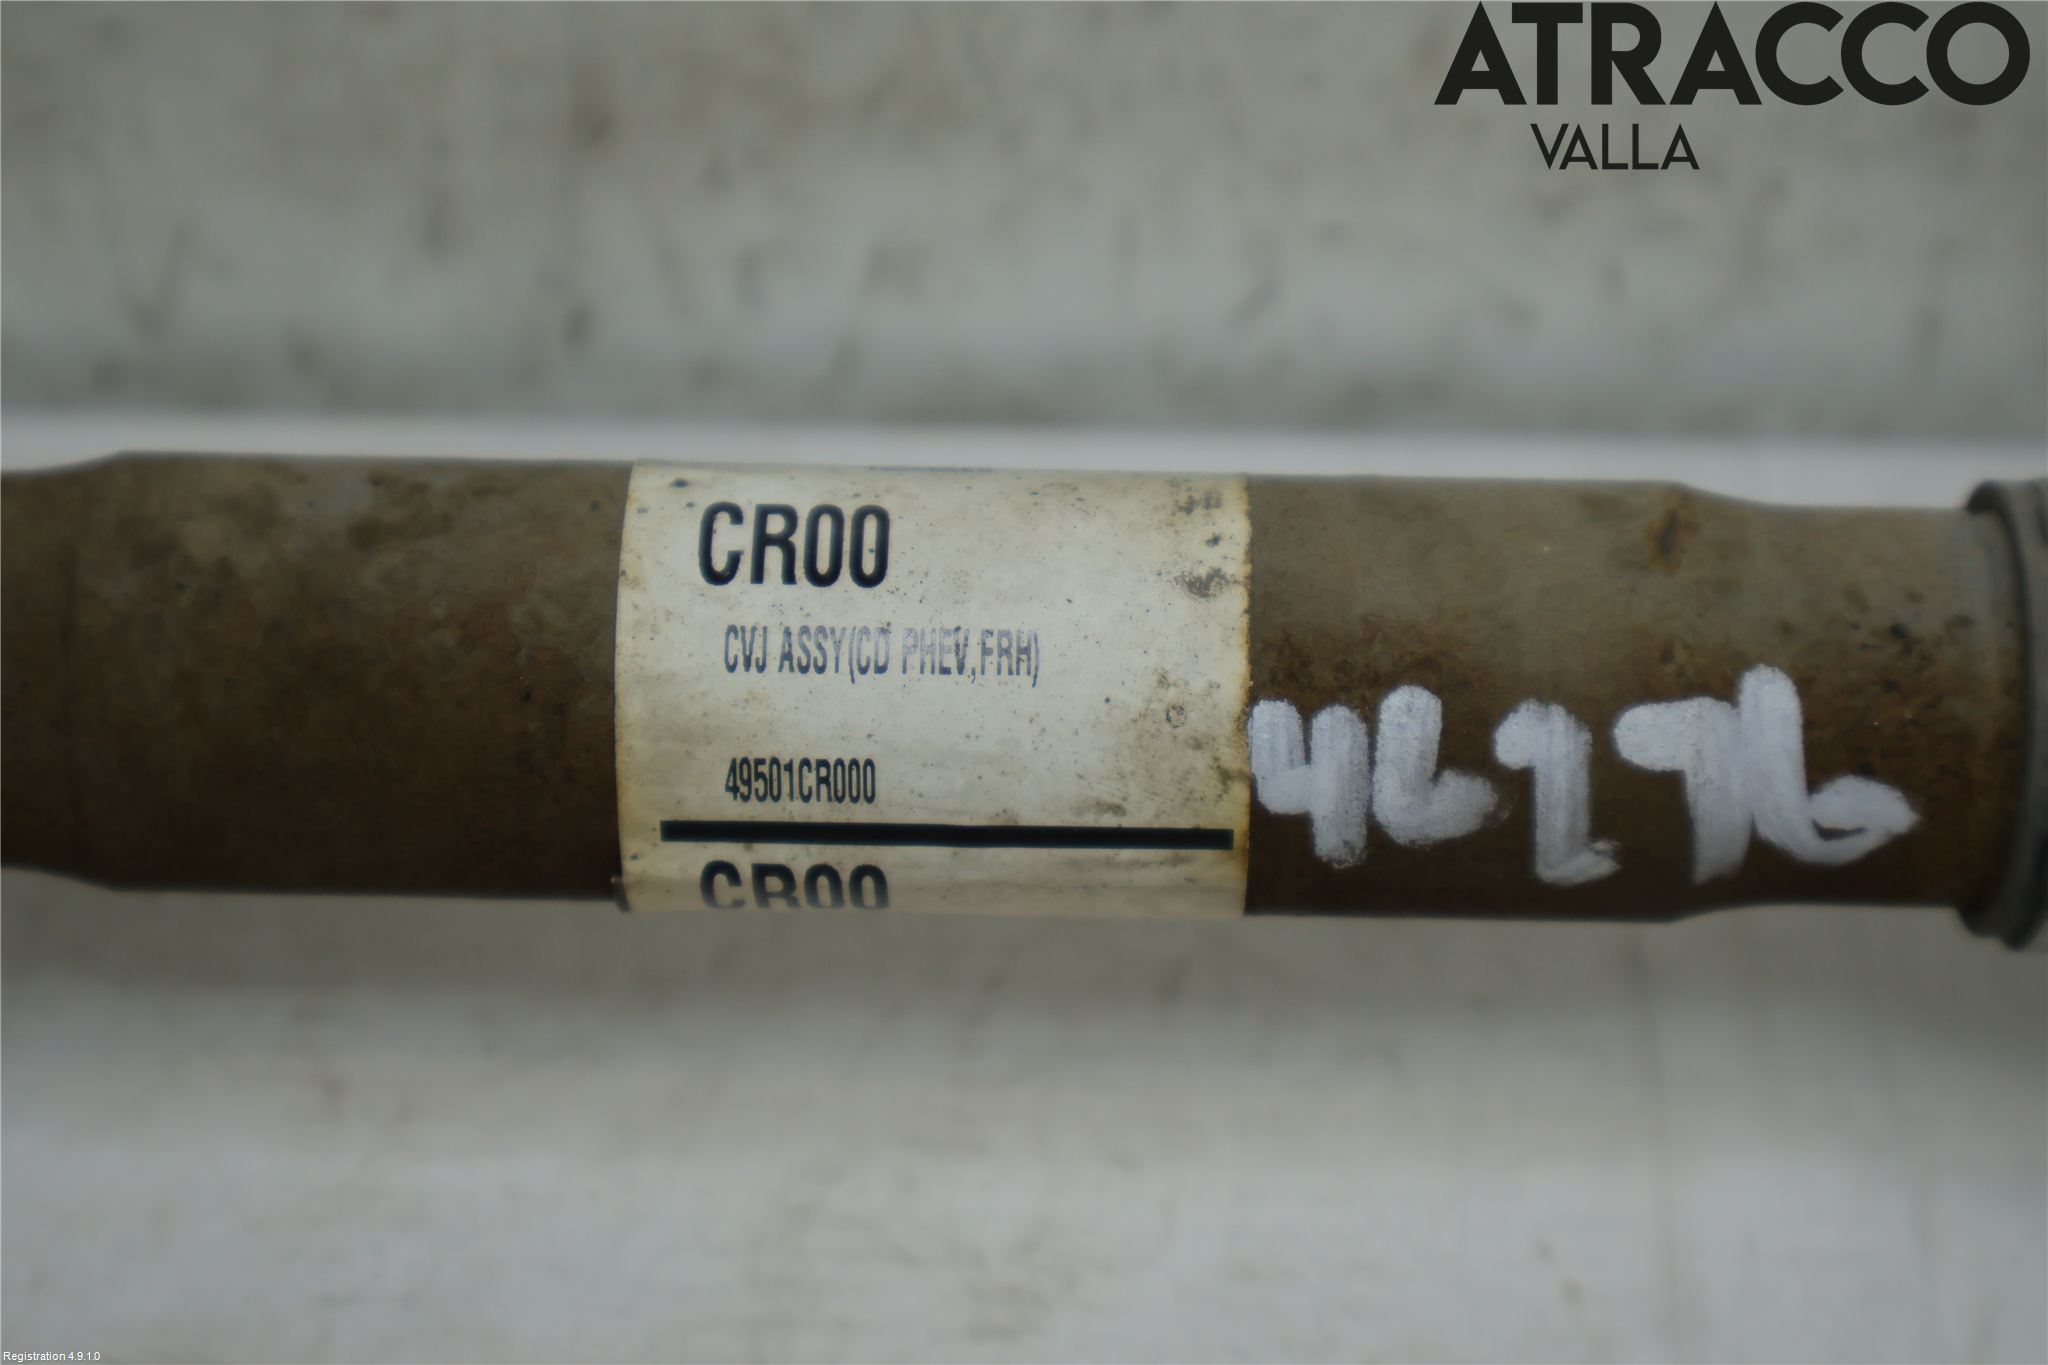 ATRACCO
VALLA
CR00
CVJ ASSY(CD PHEV,FRH)
49501CR000
CR00
46276
Registration 4.9.1.0